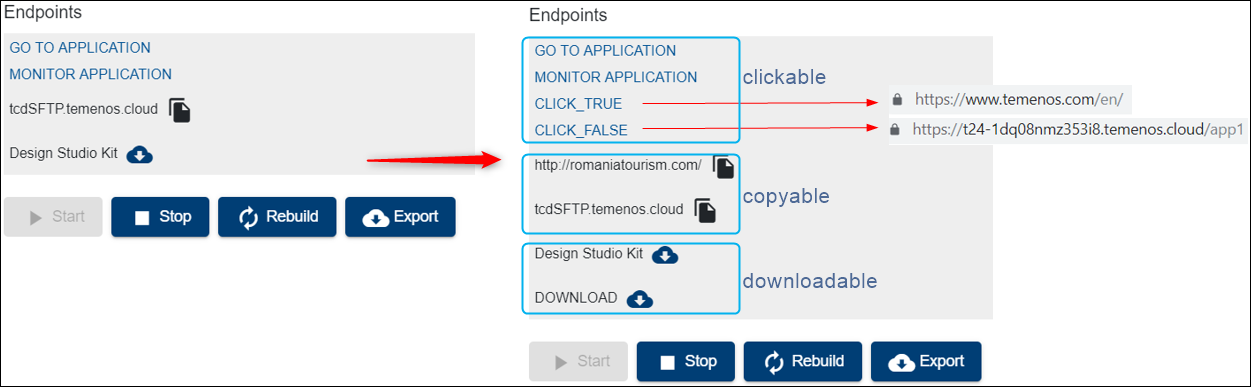 Endpoints
GO TO APPLICATION
MONITOR APPLICATION
tcdSFTP.temenos.cloud
Design Studio Kit
Start
Stop
Rebuild
Export
Endpoints
GO TO APPLICATION
MONITOR APPLICATION
CLICK_TRUE
CLICK_FALSE
clickable
https://www.temenos.com/en/
https://t24-1dq08nmz353i8.temenos.cloud/app1
http://romaniatourism.com/
tcdSFTP.temenos.cloud
copyable
Design Studio Kit
DOWNLOAD
downloadable
Start
Stop
Rebuild
Export